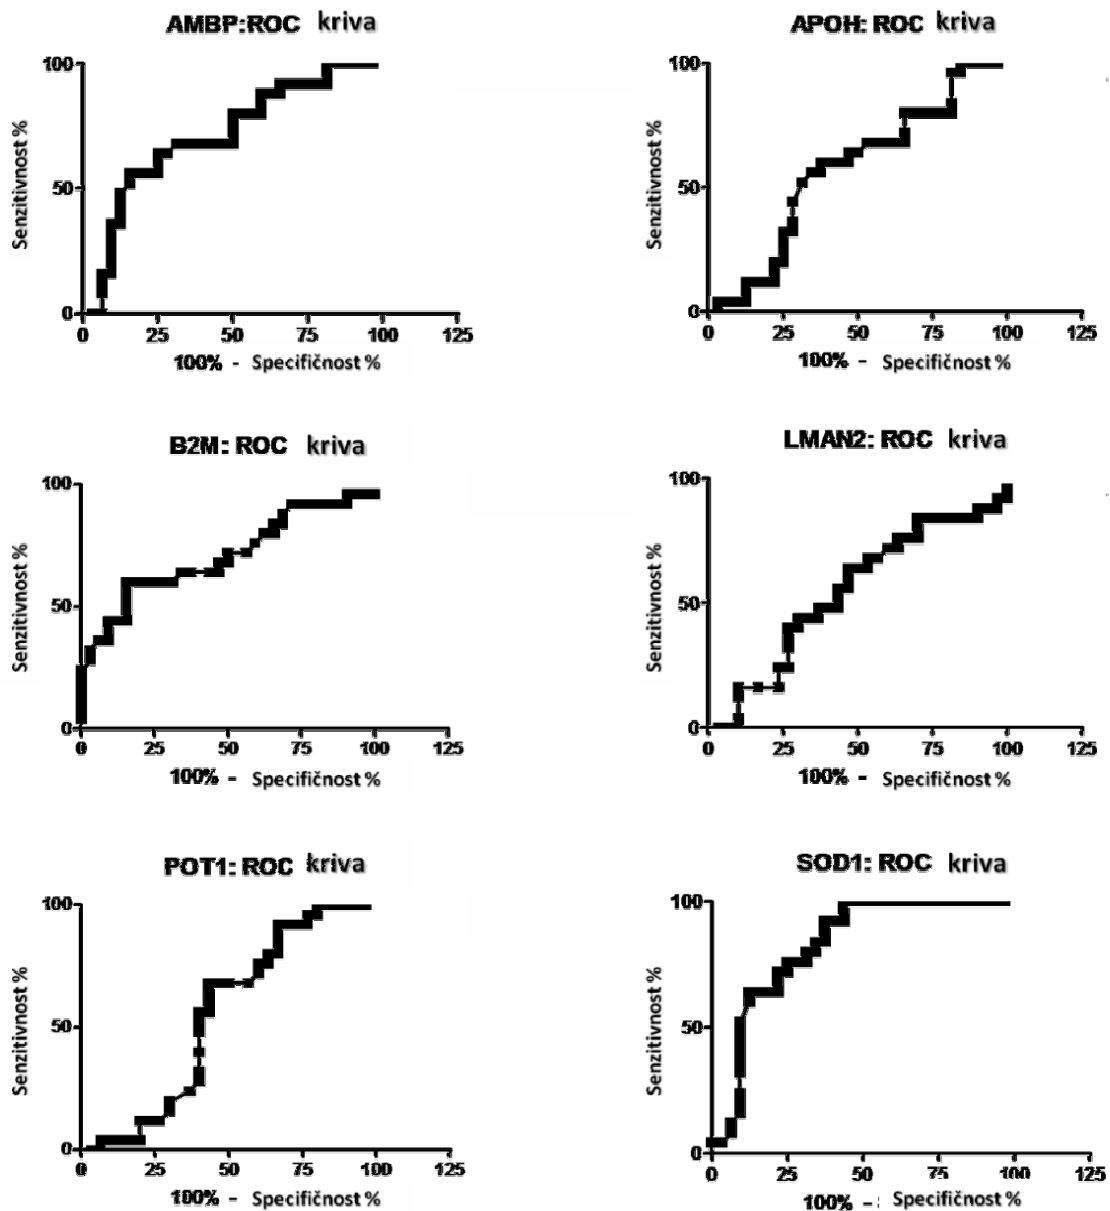 AMBP:ROC kriva
100
50
0
Senzitivnost %
0 25 50 75 100 125
100% - Specifičnost %
APOH: ROC kriva
100
50
0
Senzitivnost %
0 25 50 75 100 125
100% - Specifičnost %
B2M: ROC kriva
100
50
0
Senzitivnost %
0 25 50 75 100 125
100% - Specifičnost %
LMAN2: ROC kriva
100
50
0
Senzitivnost %
0 25 50 75 100 125
100% - Specifičnost %
POT1: ROC kriva
100
50
0
Senzitivnost %
0 25 50 75 100 125
100% - Specifičnost %
SOD1: ROC kriva
100
50
0
Senzitivnost %
0 25 50 75 100 125
100% -: Specifičnost %